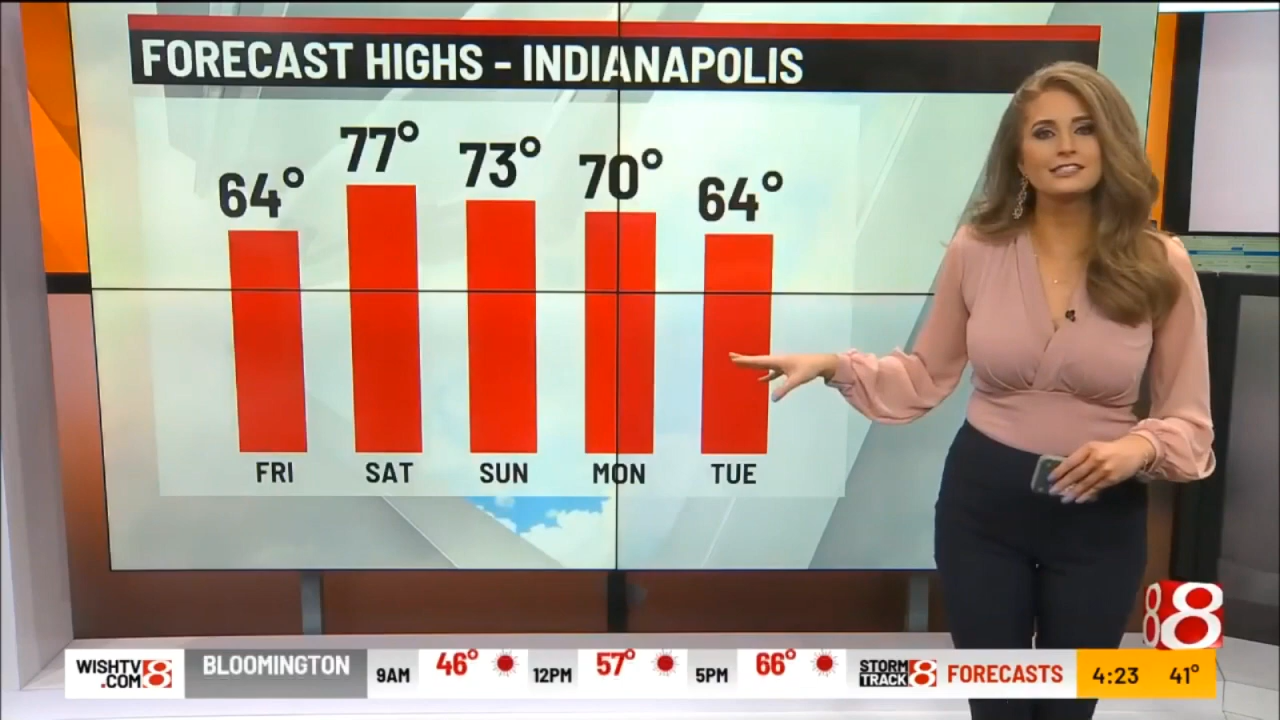 FORECAST HIGHS - INDIANAPOLIS
64° 77° 73° 70° 64°
FRI SAT SUN MON TUE
8
WISHTV.COM 8 BLOOMINGTON 9AM 46° 12PM 57° 5PM 66° STORM TRACK 8 FORECASTS 4:23 41°